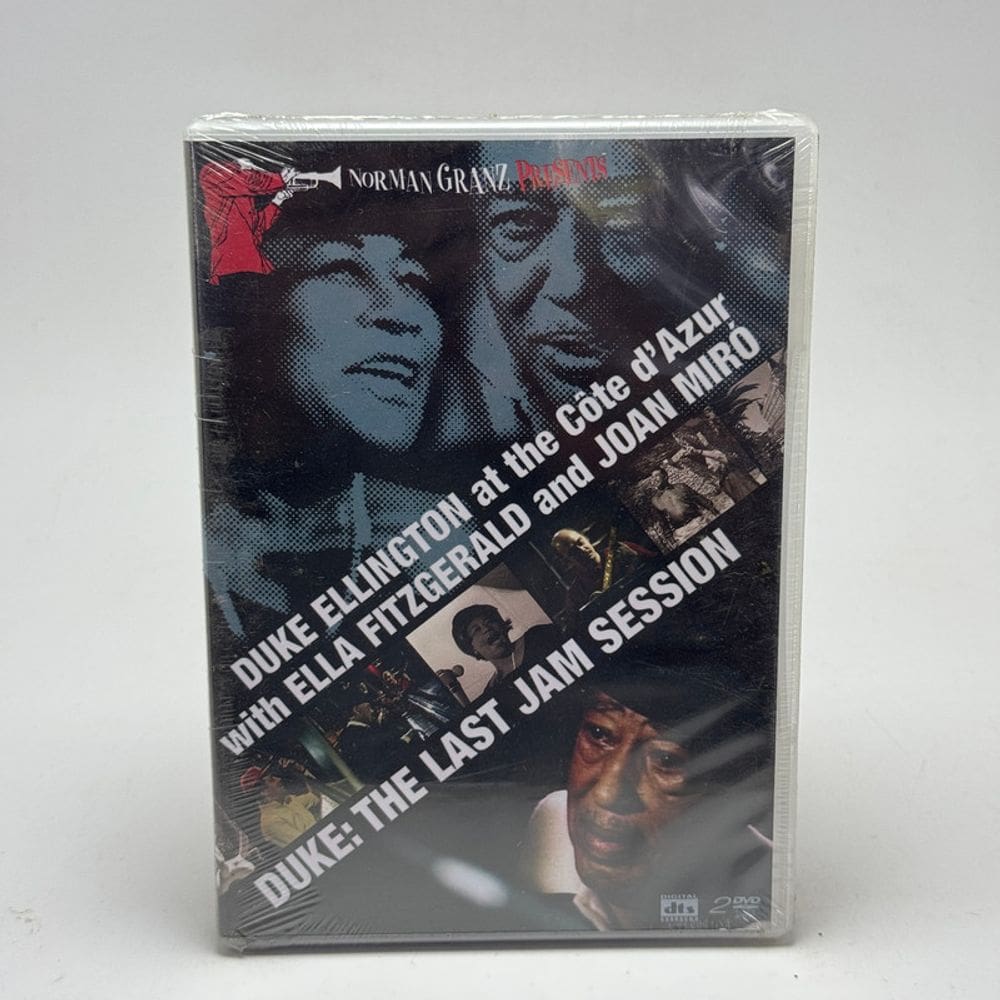 NORMAN GRANZ PRESENTS
DUKE ELLINGTON at the Côte d'Azur
with ELLA FITZGERALD and JOAN MIRÓ
DUKE: THE LAST JAM SESSION
DIGITAL
dts
2 DVD